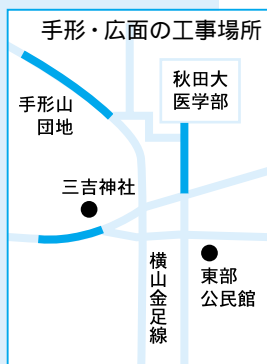 手形・広面の工事場所
秋田大
医学部
手形山
団地
三吉神社
横山金足線
東部
公民館